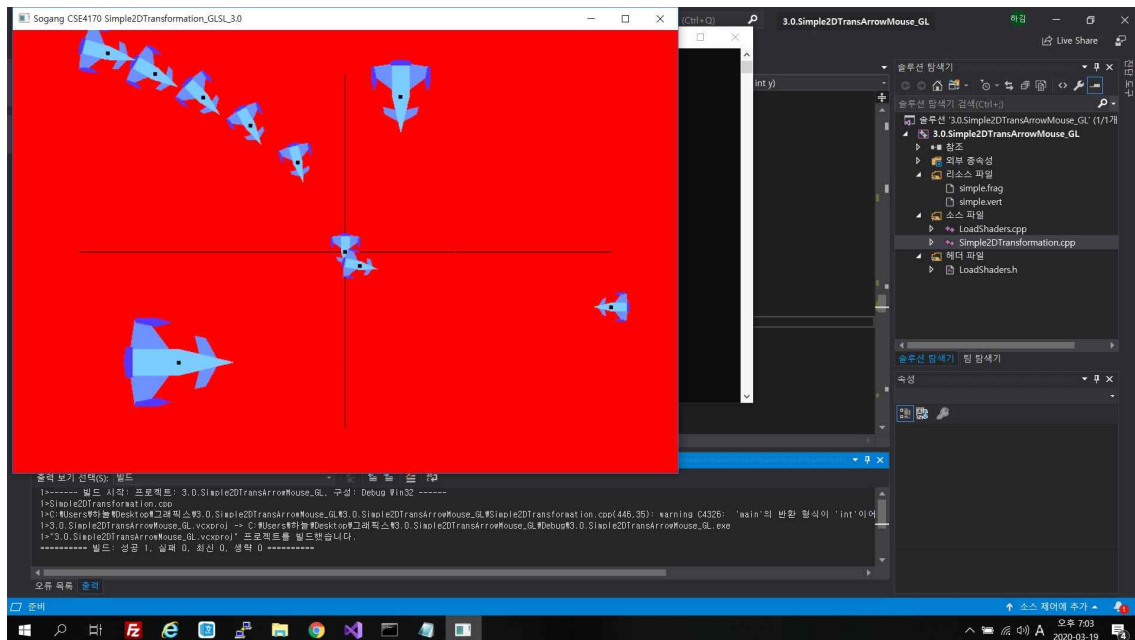 Sogang CSE4170 Simple2DTransformation_GLSL_3.0
(Ctrl+Q)
3.0.Simple2DTransArrowMouse_GL
하김
Live Share
int y)
솔루션 탐색기
솔루션 탐색기 검색(Ctrl+;)
솔루션 '3.0.Simple2DTransArrowMouse_GL' (1/1개
3.0.Simple2DTransArrowMouse_GL
참조
외부 종속성
리소스 파일
simple.frag
simple.vert
소스 파일
LoadShaders.cpp
Simple2DTransformation.cpp
헤더 파일
LoadShaders.h
솔루션 탐색기 팀 탐색기
속성
진단 도구
출력 보기 선택(S): 빌드
1>------ 빌드 시작: 프로젝트: 3.0.Simple2DTransArrowMouse_GL, 구성: Debug Win32 ------
1>Simple2DTransformation.cpp
1>C:₩Users₩하늘₩Desktop₩그래픽스₩3.0.Simple2DTransArrowMouse_GL₩3.0.Simple2DTransArrowMouse_GL₩Simple2DTransformation.cpp(446,35): warning C4326: 'main'의 반환 형식이 'int'이어
1>3.0.Simple2DTransArrowMouse_GL.vcxproj -> C:₩Users₩하늘₩Desktop₩그래픽스₩3.0.Simple2DTransArrowMouse_GL₩Debug₩3.0.Simple2DTransArrowMouse_GL.exe
1>"3.0.Simple2DTransArrowMouse_GL.vcxproj" 프로젝트를 빌드했습니다.
========== 빌드: 성공 1, 실패 0, 최신 0, 생략 0 ==========
오류 목록 출력
준비
소스 제어에 추가
1
A
오후 7:03
2020-03-19